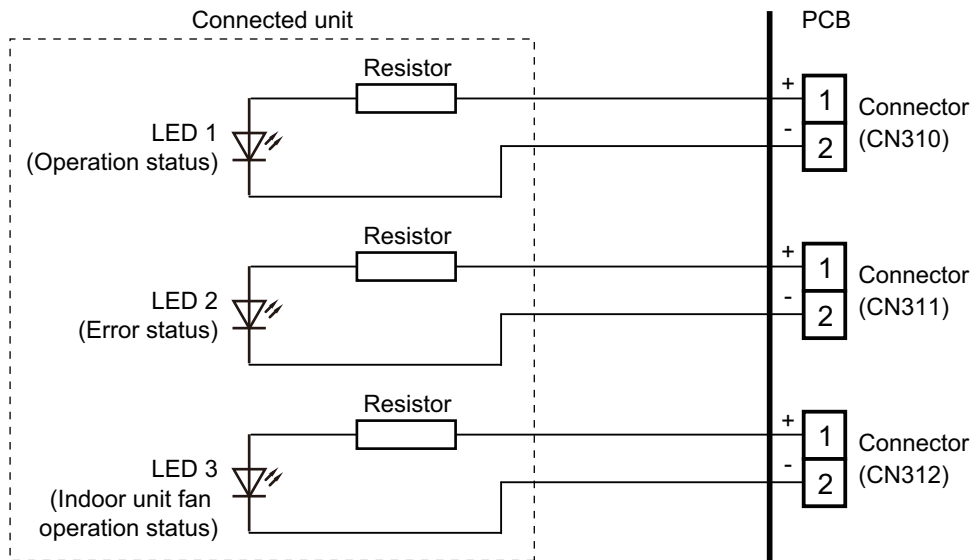 Connected unit
PCB
Resistor
LED 1
(Operation status)
+
-
1
2
Connector
(CN310)
Resistor
LED 2
(Error status)
+
-
1
2
Connector
(CN311)
Resistor
LED 3
(Indoor unit fan
operation status)
+
-
1
2
Connector
(CN312)